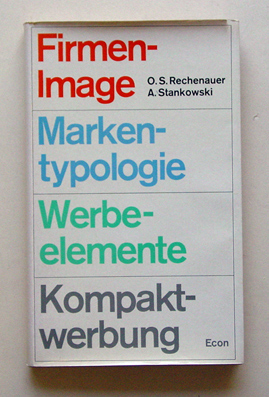 Firmen-
Image
O. S. Rechenauer
A. Stankowski
Marken-
typologie
Werbe-
elemente
Kompakt-
werbung
Econ